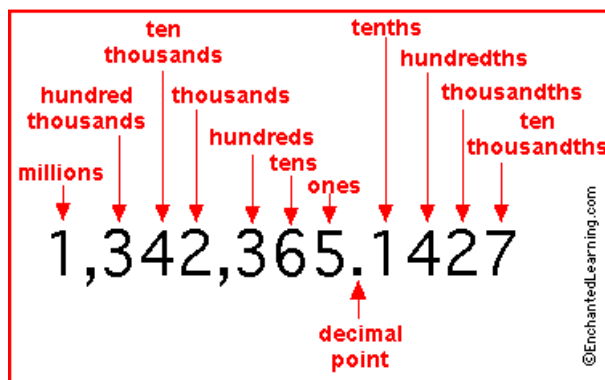 ten
thousands
tenths
hundredths
hundred
thousands
thousands
thousandths
hundreds
ten
thousandths
tens
millions
ones
1,342,365.1427
decimal
point
©EnchantedLearning.com